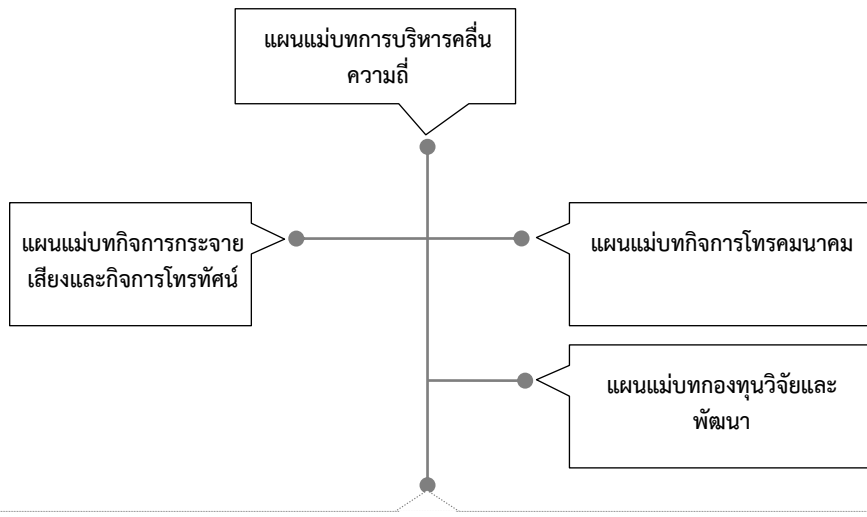 แผนแม่บทการบริหารคลื่น
ความถี่
แผนแม่บทกิจการกระจาย
เสียงและกิจการโทรทัศน์
แผนแม่บทกิจการโทรคมนาคม
แผนแม่บทกองทุนวิจัยและ
พัฒนา